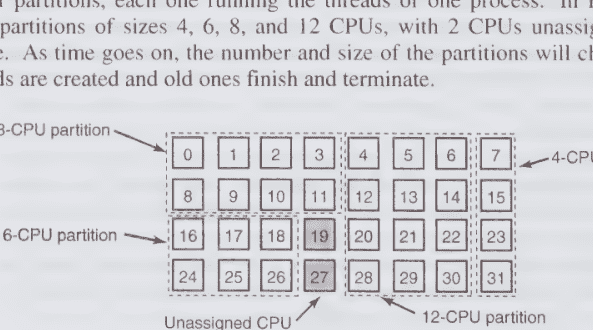 partitions, each one running the threads of one process. In
partitions of sizes 4, 6, 8, and 12 CPUs, with 2 CPUs
As time goes on, the number and size of the partitions will
are created and old ones finish and terminate.
-CPU partition
0 1 2 3 4 5 6 7
4-CPU
8 9 10 11 12 13 14 15
6-CPU partition
16 17 18 19 20 21 22 23
24 25 26 27 28 29 30 31
Unassigned CPU
12-CPU partition